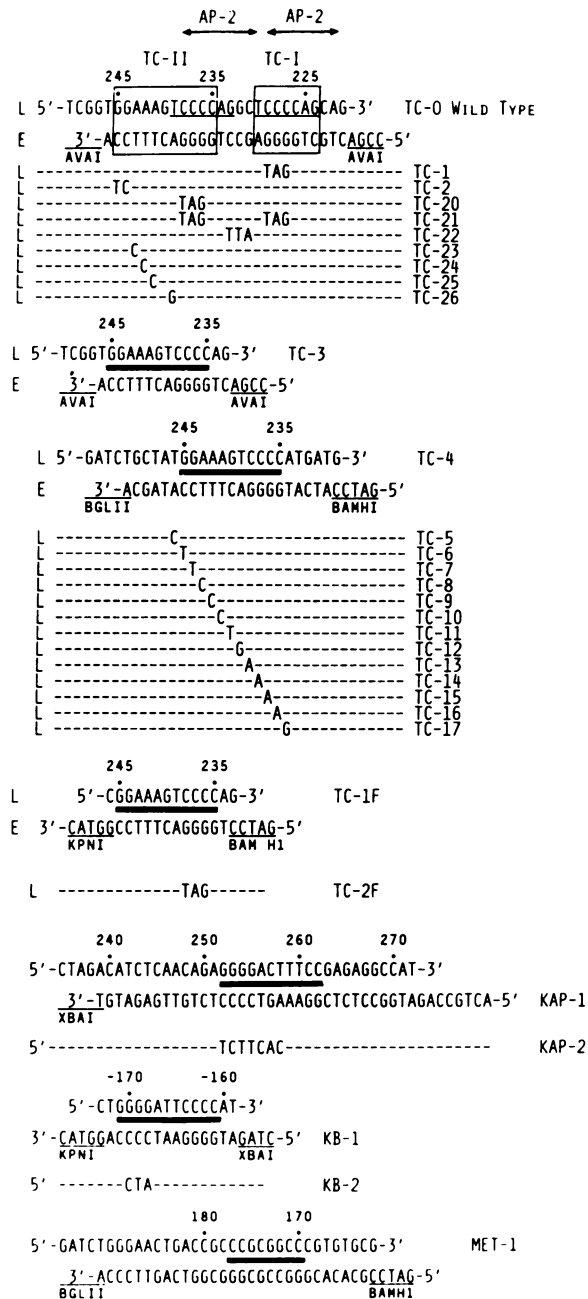 AP-2 AP-2
TC-II TC-I
245 235 225
L 5'-TCGGTGGAAAGTCCCCAGGCTCCCCAGCAG-3' TC-0 WILD TYPE
E 3'-ACCTTTCAGGGGTCCGAGGGGTCGTCAGCC-5'
AVAI AVAI
L ------------------------TAG------------ TC-1
L --------TC----------------------------- TC-2
L ---------------TAG--------------------- TC-20
L ---------------TAG------TAG------------ TC-21
L --------------------TTA---------------- TC-22
L ----------C---------------------------- TC-23
L -----------C--------------------------- TC-24
L ------------C-------------------------- TC-25
L --------------G------------------------ TC-26
245 235
L 5'-TCGGTGGAAAGTCCCCAG-3' TC-3
E 3'-ACCTTTCAGGGGTCAGCC-5'
AVAI AVAI
245 235
L 5'-GATCTGCTATGGAAAGTCCCCATGATG-3' TC-4
E 3'-ACGATACCTTTCAGGGGTACTACCTAG-5'
BGLII BAMHI
L ------------C------------------------ TC-5
L -------------T----------------------- TC-6
L --------------T---------------------- TC-7
L ---------------C--------------------- TC-8
L ----------------C-------------------- TC-9
L -----------------C------------------- TC-10
L ------------------T------------------ TC-11
L -------------------G----------------- TC-12
L --------------------A---------------- TC-13
L ---------------------A--------------- TC-14
L ----------------------A-------------- TC-15
L -----------------------A------------- TC-16
L ------------------------G------------ TC-17
245 235
L 5'-CGGAAAGTCCCCAG-3' TC-1F
E 3'-CATGGCCTTTCAGGGGTCCTAG-5'
KPNI BAM H1
L -------------TAG------ TC-2F
240 250 260 270
5'-CTAGACATCTCAACAGAGGGGACTTTCCGAGAGGCCAT-3'
3'-TGTAGAGTTGTCTCCCCTGAAAGGCTCTCCGGTAGACCGTCA-5' KAP-1
XBAI
5'------------------TCTTCAC---------------------- KAP-2
-170 -160
5'-CTGGGGATTCCCCAT-3'
3'-CATGGACCCCTAAGGGGTAGATC-5' KB-1
KPNI XBAI
5' -------CTA------------ KB-2
180 170
5'-GATCTGGGAACTGACCGCCCGCGGCCCGTGTGCG-3' MET-1
3'-ACCCTTGACTGGCGGGCGCCGGGCACACGCCTAG-5'
BGLII BAMHI